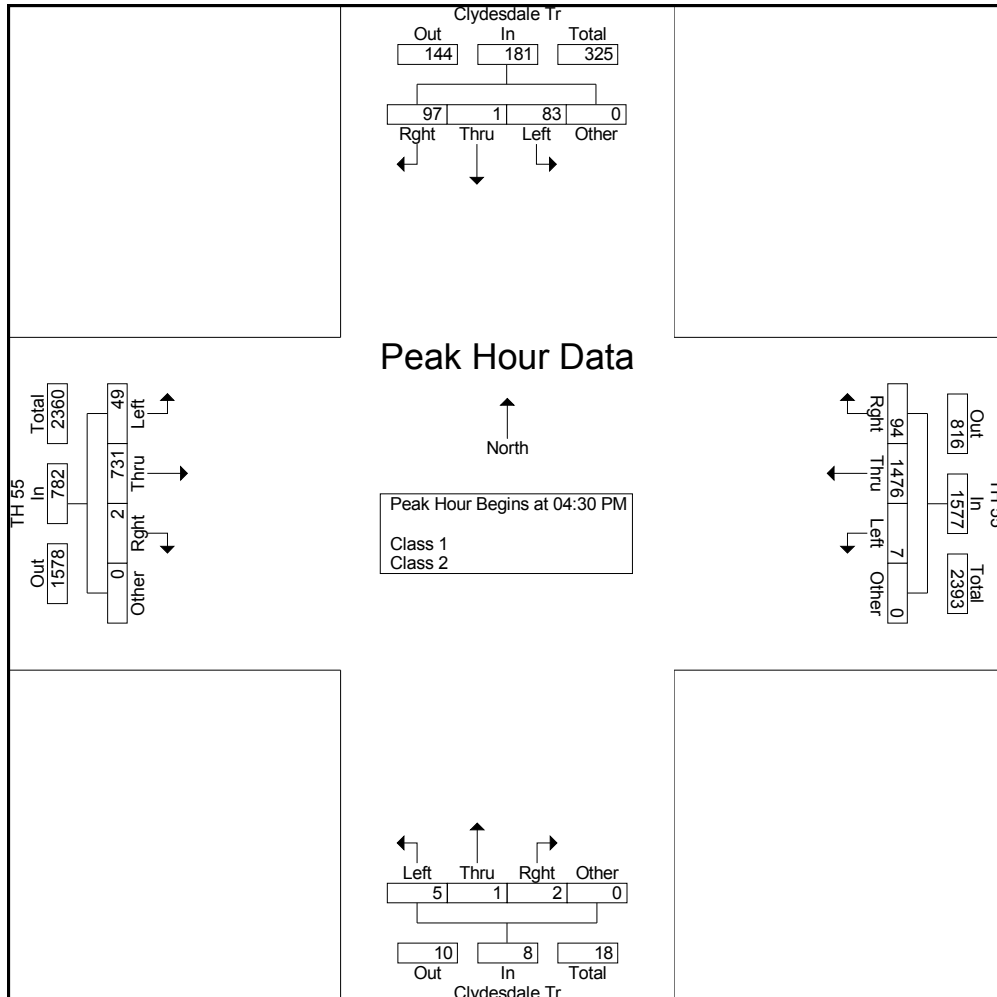 Clydesdale Tr
Out In Total
144 181 325
97 1 83 0
Rght Thru Left Other
Peak Hour Data
North
Peak Hour Begins at 04:30 PM
Class 1
Class 2
TH 55
Total In Out
2360 782 1578
49 731 2 0
Left Thru Rght Other
Rght Thru Left Other
94 1476 7 0
Out In Total
816 1577 2393
Left Thru Rght Other
5 1 2 0
10 8 18
Out In Total
Clydesdale Tr